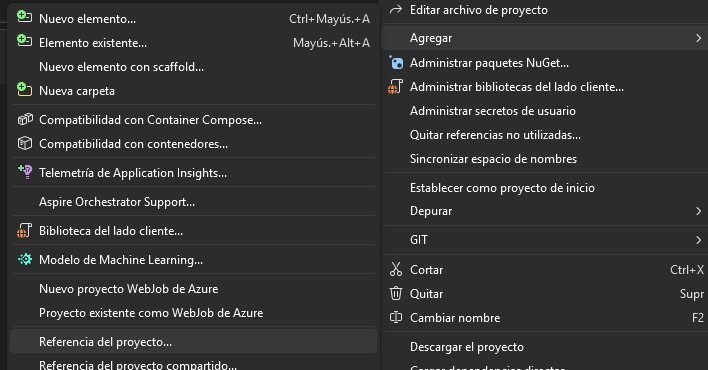 Nuevo elemento... Ctrl+Mayús.+A
Elemento existente... Mayús.+Alt+A
Nuevo elemento con scaffold...
Nueva carpeta
Compatibilidad con Container Compose...
Compatibilidad con contenedores...
Telemetría de Application Insights...
Aspire Orchestrator Support...
Biblioteca del lado cliente...
Modelo de Machine Learning...
Nuevo proyecto WebJob de Azure
Proyecto existente como WebJob de Azure
Referencia del proyecto...
Referencia del proyecto compartido...
Editar archivo de proyecto
Agregar
Administrar paquetes NuGet...
Administrar bibliotecas del lado cliente...
Administrar secretos de usuario
Quitar referencias no utilizadas...
Sincronizar espacio de nombres
Establecer como proyecto de inicio
Depurar
GIT
Cortar Ctrl+X
Quitar Supr
Cambiar nombre F2
Descargar el proyecto